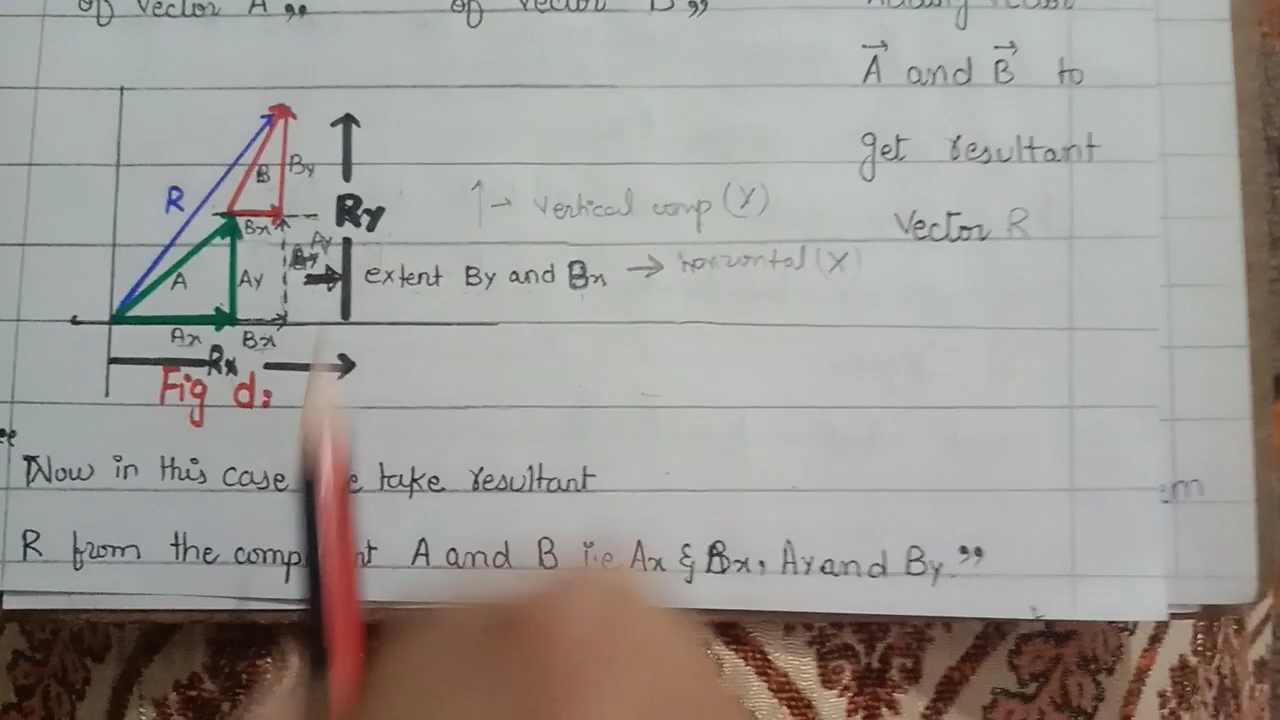 of vector A ,,
of vector B ,,
A and B to
get resultant
Vector R
R
B
By
Bx
A
Ay
Ax
Bx
Ay
Ry
Rx
↑→ vertical comp (Y)
extent By and Bx → horizontal (X)
Fig d:
Now in this case take resultant
R from the A and B i.e Ax & Bx, Ay and By.”